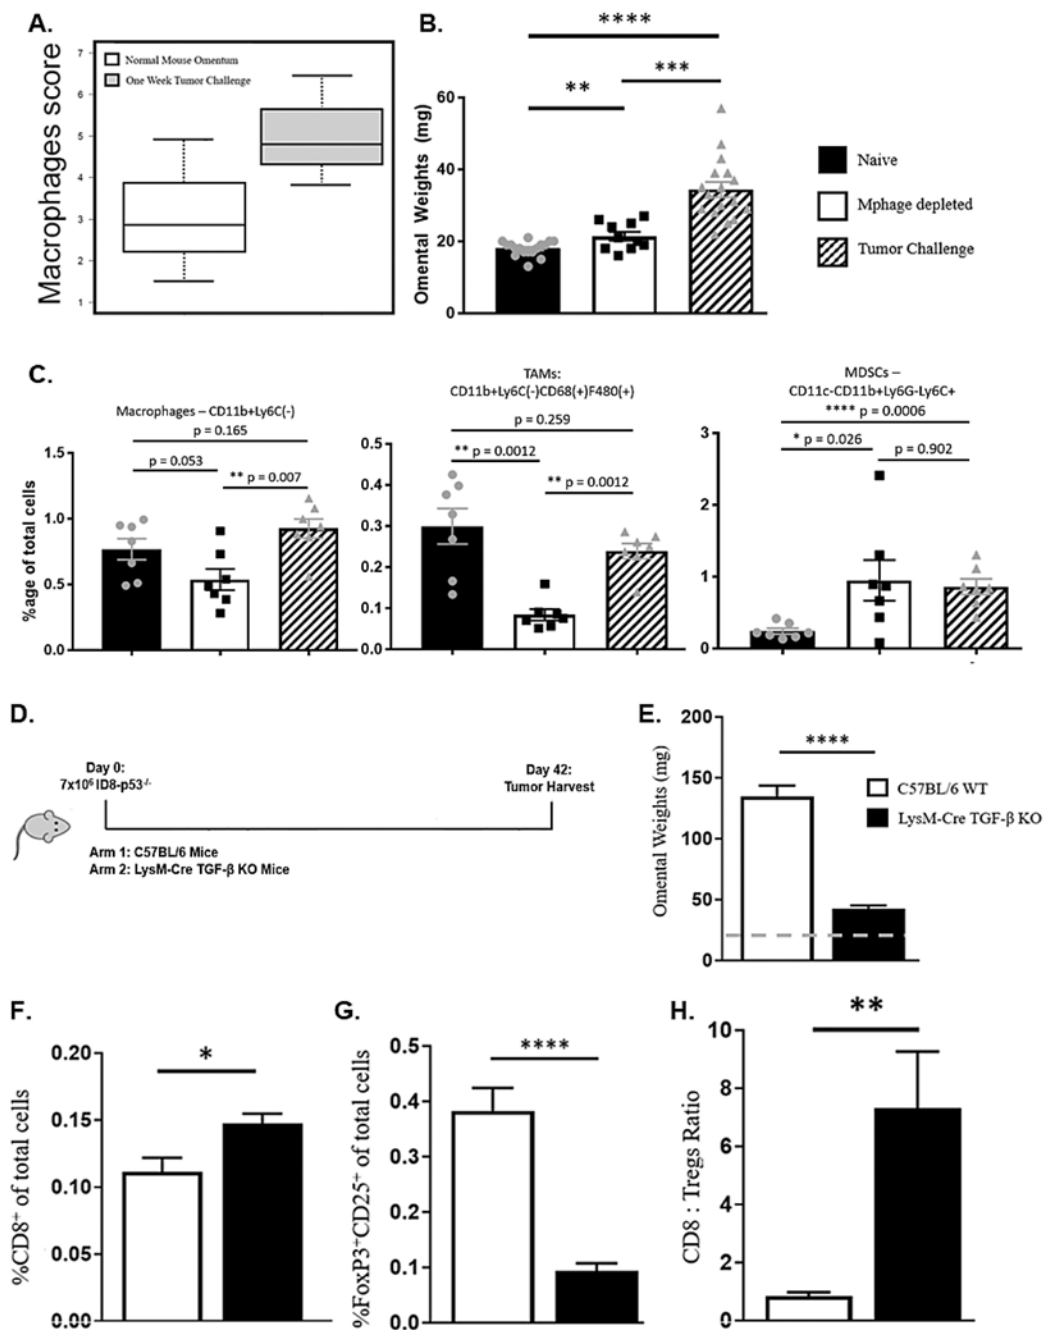 A.
Macrophages score
7
6
5
4
3
2
1
Normal Mouse Omentum
One Week Tumor Challenge
B.
****
**
***
Omental Weights (mg)
60
40
20
0
Naive
Mphage depleted
Tumor Challenge
C.
Macrophages – CD11b+Ly6C(-)
p = 0.165
p = 0.053
** p = 0.007
%age of total cells
1.5
1.0
0.5
0.0
TAMs:
CD11b+Ly6C(-)CD68(+)F480(+)
p = 0.259
** p = 0.0012
** p = 0.0012
0.5
0.4
0.3
0.2
0.1
0.0
MDSCs –
CD11c-CD11b+Ly6G-Ly6C+
**** p = 0.0006
* p = 0.026
p = 0.902
3
2
1
0
-
D.
Day 0:
7x10⁶ ID8-p53⁻/⁻
Day 42:
Tumor Harvest
Arm 1: C57BL/6 Mice
Arm 2: LysM-Cre TGF-β KO Mice
E.
Omental Weights (mg)
200
150
100
50
0
****
C57BL/6 WT
LysM-Cre TGF-β KO
F.
%CD8⁺ of total cells
0.20
0.15
0.10
0.05
0.00
*
G.
%FoxP3⁺CD25⁺ of total cells
0.5
0.4
0.3
0.2
0.1
0.0
****
H.
CD8 : Tregs Ratio
10
8
6
4
2
0
**